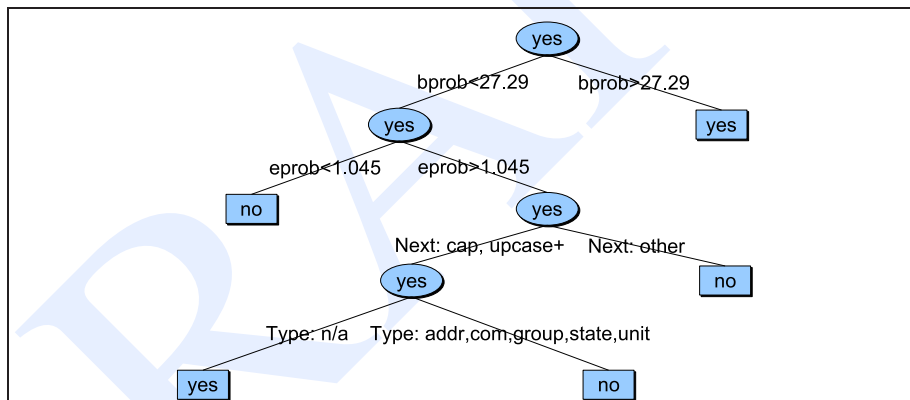 yes
bprob<27.29 bprob>27.29
yes yes
eprob<1.045 eprob>1.045
no yes
Next: cap, upcase+ Next: other
yes no
Type: n/a Type: addr,com,group,state,unit
yes no